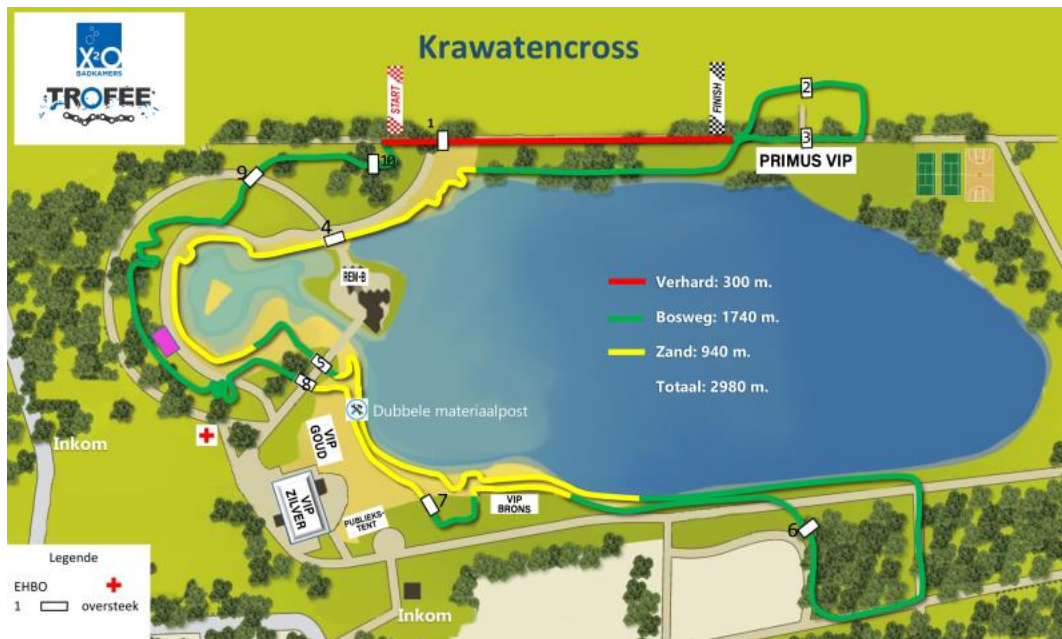 X²O
BADKAMERS
TROFÉE
Krawatencross
START
FINISH
1
2
3
PRIMUS VIP
10
9
4
REM-B
Verhard: 300 m.
Bosweg: 1740 m.
Zand: 940 m.
Totaal: 2980 m.
5
8
Dubbele materiaalpost
Inkom
VIP
GOUD
VIP
ZILVER
PUBLIEKS-
TENT
7
VIP
BRONS
6
Inkom
Legende
EHBO
1 oversteek